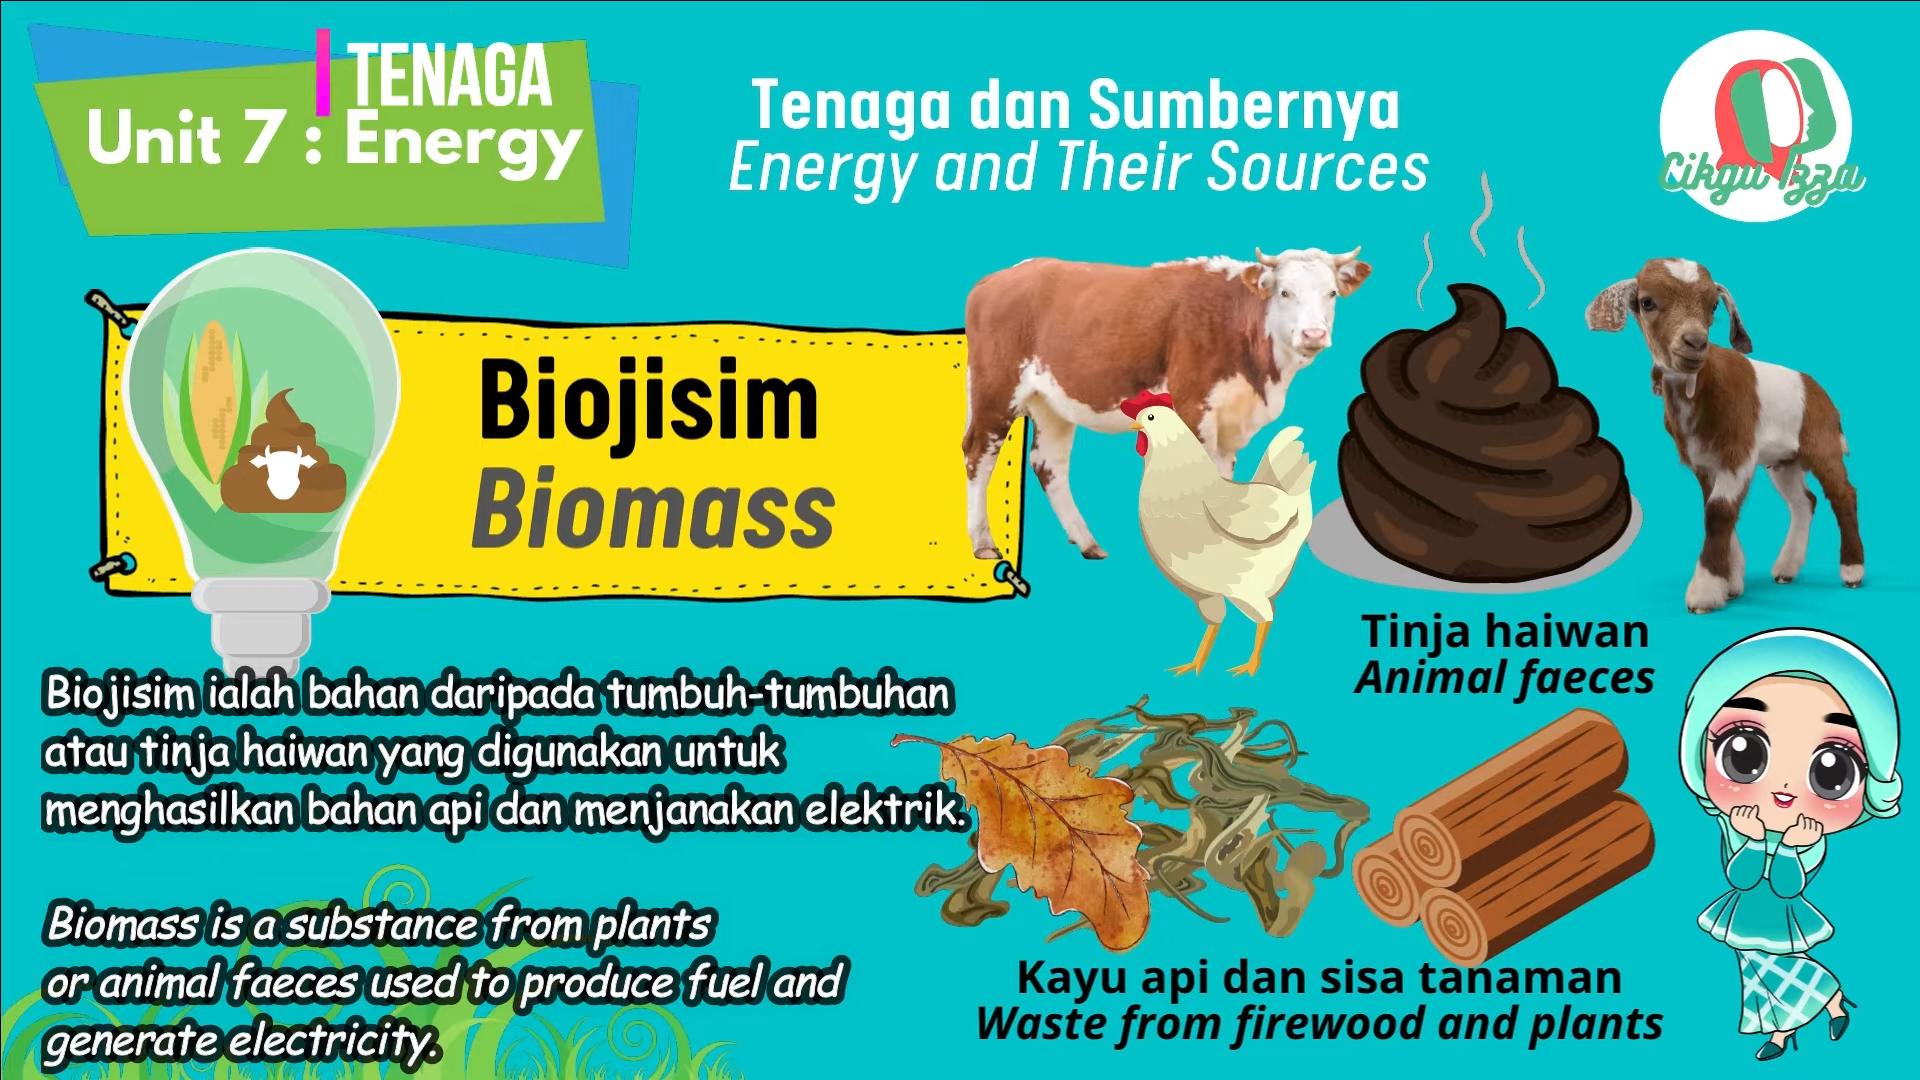 TENAGA
Unit 7 : Energy
Tenaga dan Sumbernya
Energy and Their Sources
Cikgu Izza
Biojisim
Biomass
Tinja haiwan
Animal faeces
Biojisim ialah bahan daripada tumbuh-tumbuhan
atau tinja haiwan yang digunakan untuk
menghasilkan bahan api dan menjanakan elektrik.
Biomass is a substance from plants
or animal faeces used to produce fuel and
generate electricity.
Kayu api dan sisa tanaman
Waste from firewood and plants